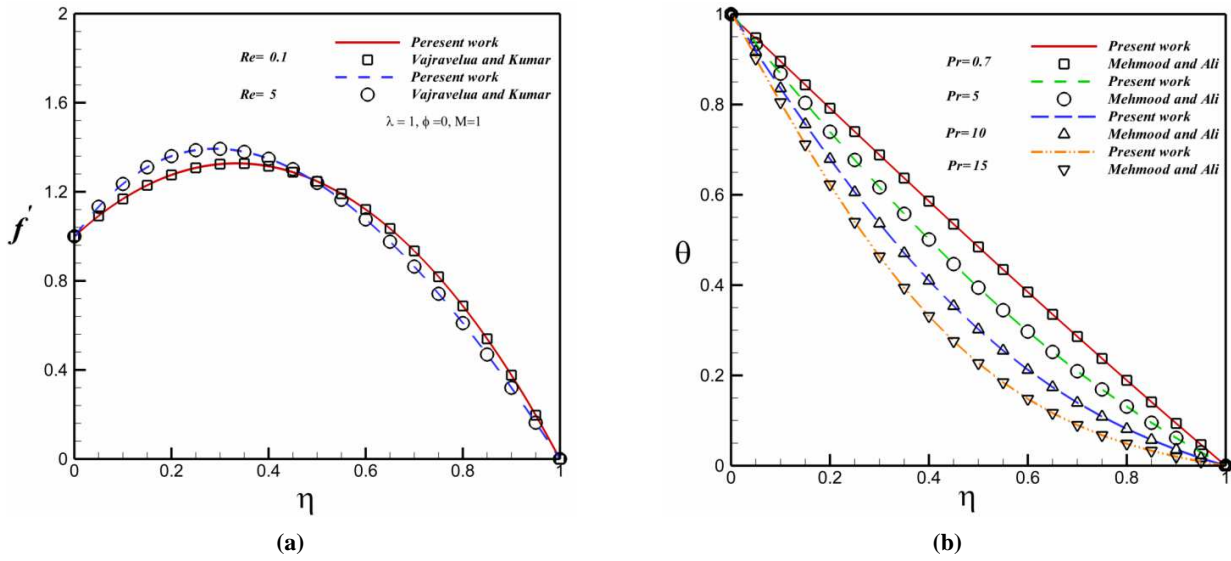 2
1.6
1.2
0.8
0.4
0
f'
Re= 0.1
Re= 5
Peresent work
Vajravelua and Kumar
Peresent work
Vajravelua and Kumar
λ = 1, ϕ =0, M=1
0 0.2 0.4 0.6 0.8 1
η
(a)
1
0.8
0.6
0.4
0.2
0
θ
Pr= 0.7
Pr= 5
Pr= 10
Pr= 15
Present work
Mehmood and Ali
Present work
Mehmood and Ali
Present work
Mehmood and Ali
Present work
Mehmood and Ali
0 0.2 0.4 0.6 0.8 1
η
(b)